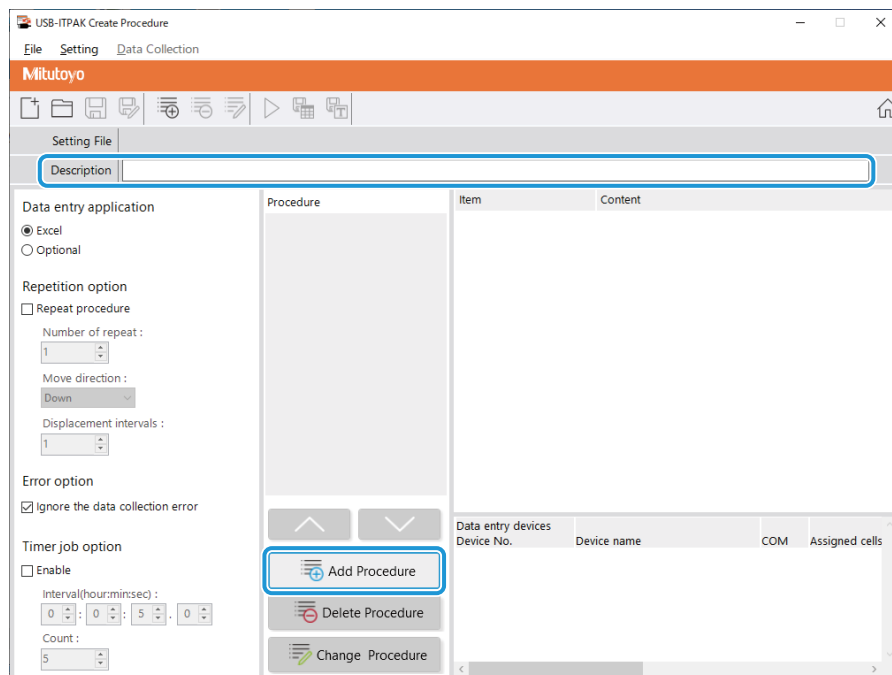 USB-ITPAK Create Procedure
File Setting Data Collection
Mitutoyo
Setting File
Description
Data entry application
Excel
Optional
Repetition option
Repeat procedure
Number of repeat :
1
Move direction :
Down
Displacement intervals :
1
Error option
Ignore the data collection error
Timer job option
Enable
Interval(hour:min:sec) :
0 : 0 : 5 . 0
Count :
5
Procedure
Add Procedure
Delete Procedure
Change Procedure
Item Content
Data entry devices
Device No. Device name COM Assigned cells